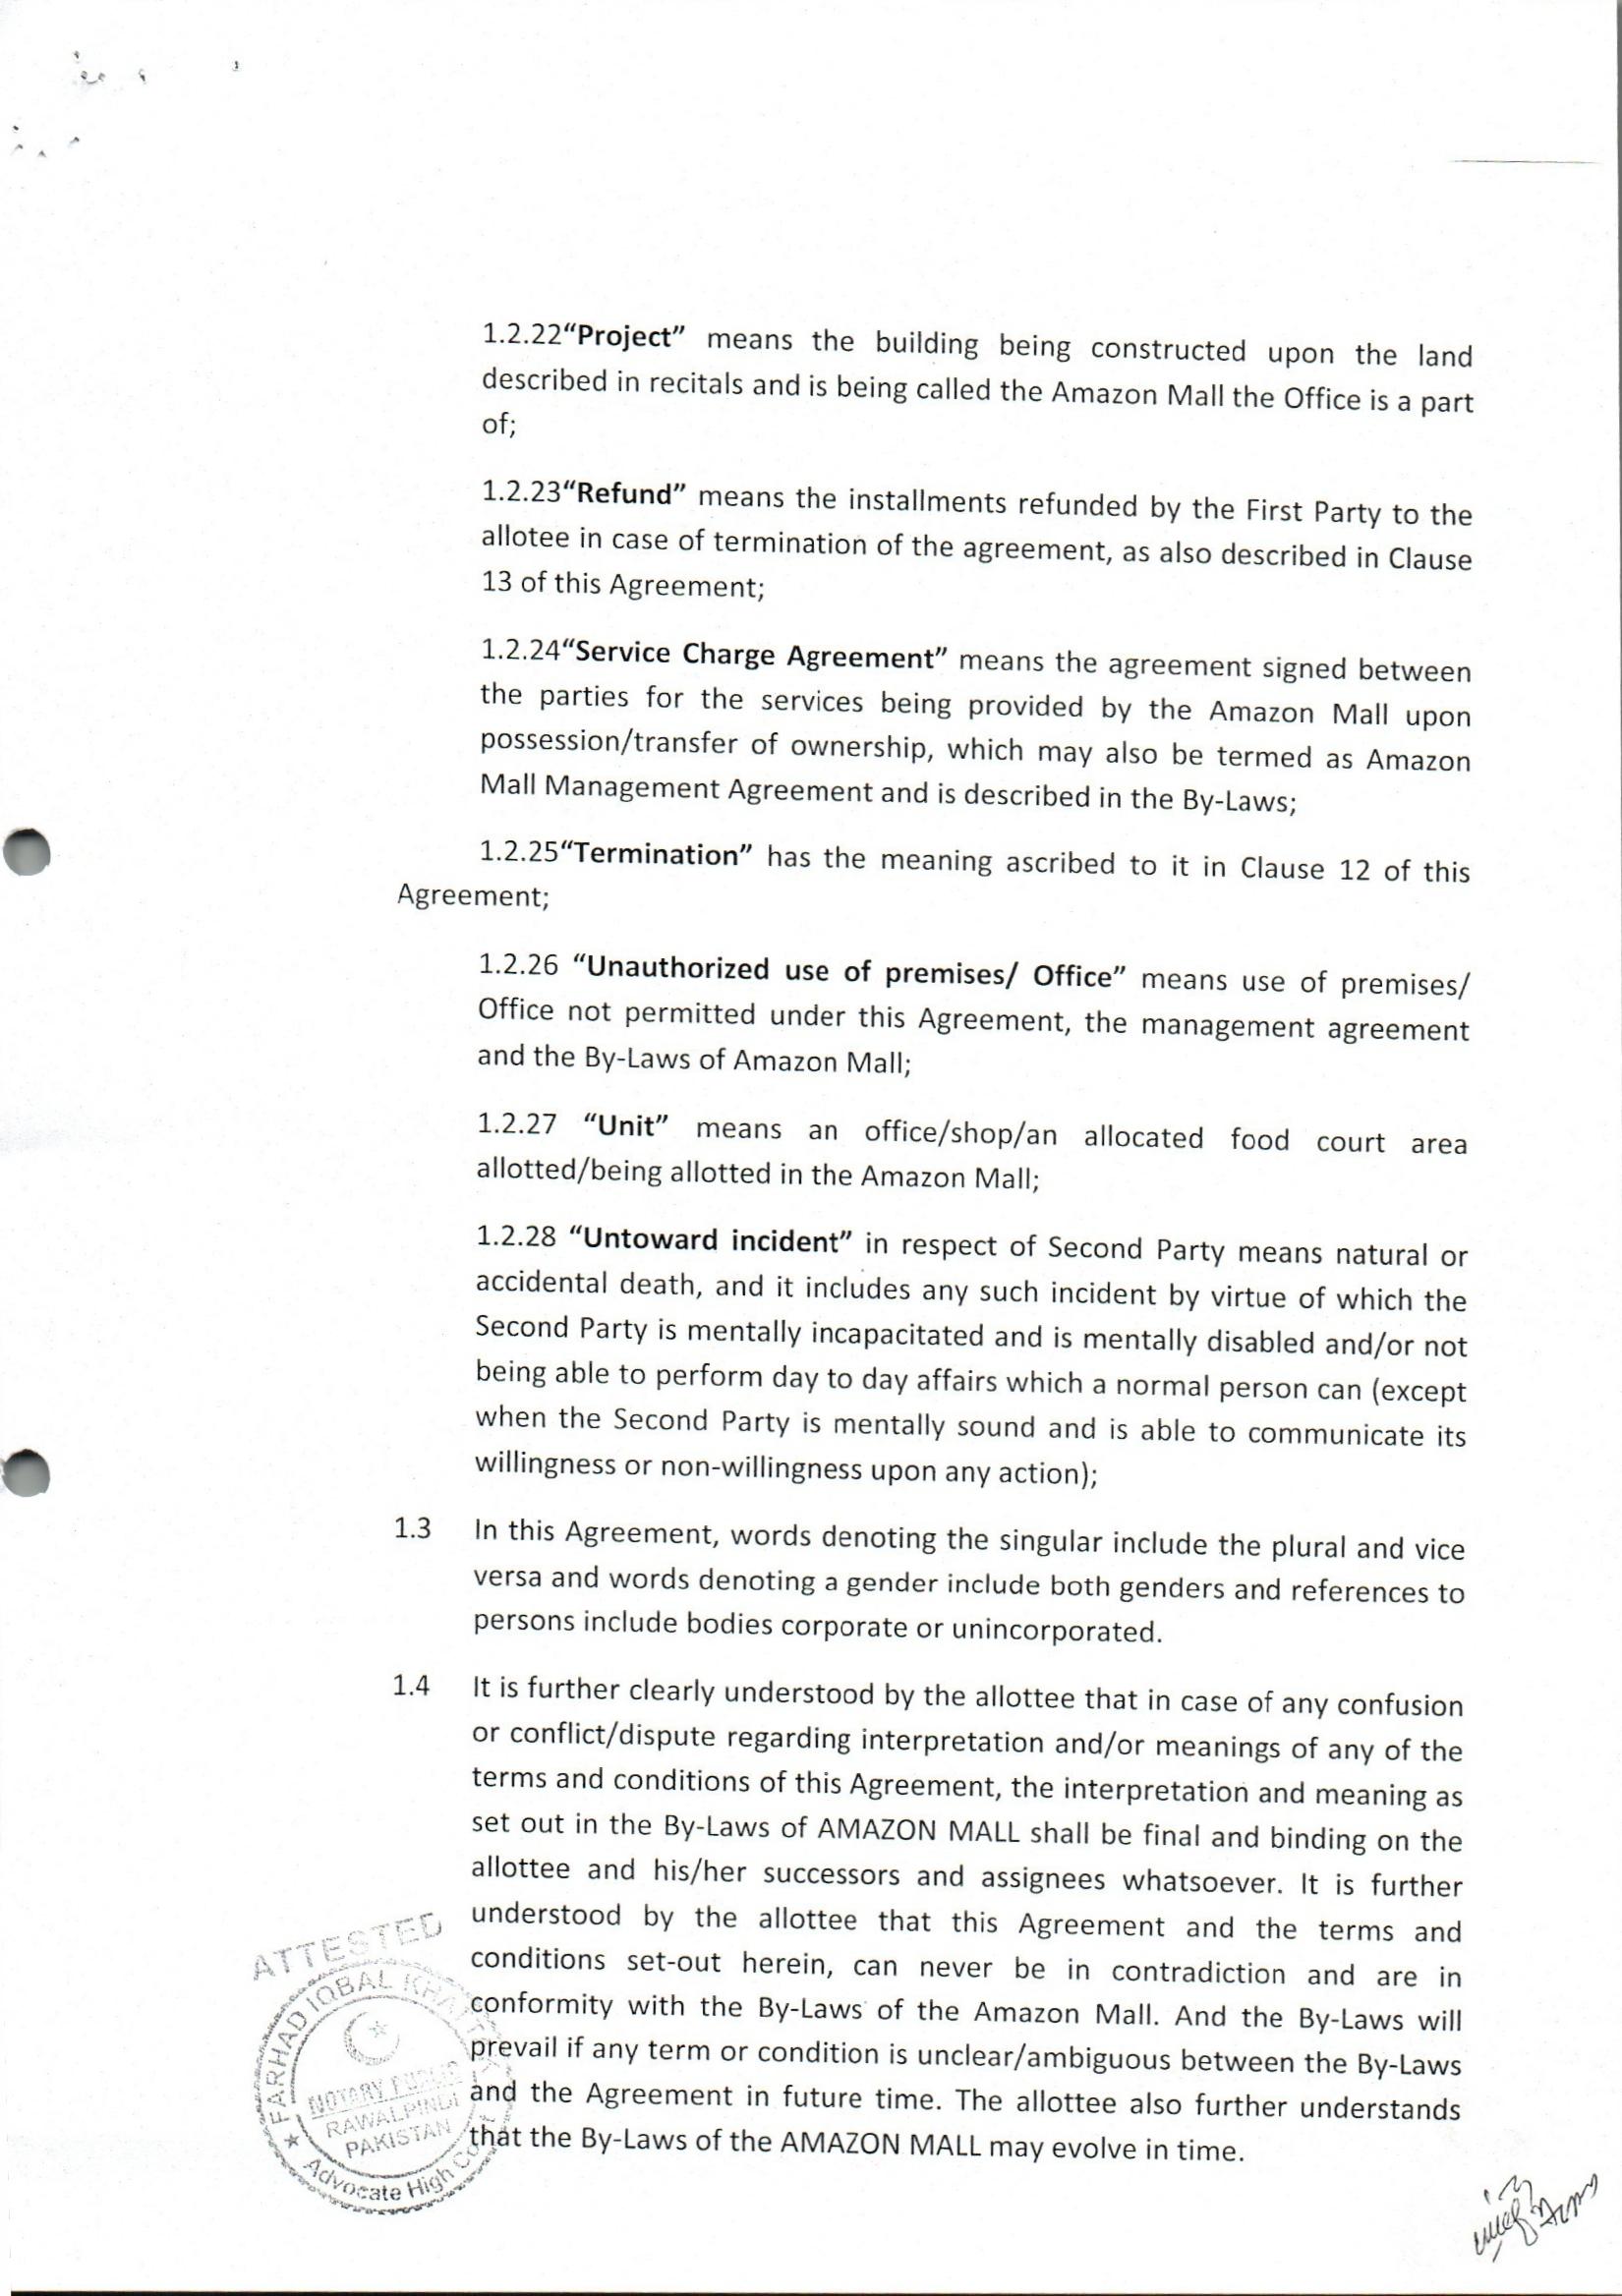 1.2.22“Project” means the building being constructed upon the land
described in recitals and is being called the Amazon Mall the Office is a part
of;
1.2.23“Refund” means the installments refunded by the First Party to the
allotee in case of termination of the agreement, as also described in Clause
13 of this Agreement;
1.2.24“Service Charge Agreement” means the agreement signed between
the parties for the services being provided by the Amazon Mall upon
possession/transfer of ownership, which may also be termed as Amazon
Mall Management Agreement and is described in the By-Laws;
1.2.25“Termination” has the meaning ascribed to it in Clause 12 of this
Agreement;
1.2.26 “Unauthorized use of premises/ Office” means use of premises/
Office not permitted under this Agreement, the management agreement
and the By-Laws of Amazon Mall;
1.2.27 “Unit” means an office/shop/an allocated food court area
allotted/being allotted in the Amazon Mall;
1.2.28 “Untoward incident” in respect of Second Party means natural or
accidental death, and it includes any such incident by virtue of which the
Second Party is mentally incapacitated and is mentally disabled and/or not
being able to perform day to day affairs which a normal person can (except
when the Second Party is mentally sound and is able to communicate its
willingness or non-willingness upon any action);
1.3 In this Agreement, words denoting the singular include the plural and vice
versa and words denoting a gender include both genders and references to
persons include bodies corporate or unincorporated.
1.4 It is further clearly understood by the allottee that in case of any confusion
or conflict/dispute regarding interpretation and/or meanings of any of the
terms and conditions of this Agreement, the interpretation and meaning as
set out in the By-Laws of AMAZON MALL shall be final and binding on the
allottee and his/her successors and assignees whatsoever. It is further
understood by the allottee that this Agreement and the terms and
conditions set-out herein, can never be in contradiction and are in
conformity with the By-Laws of the Amazon Mall. And the By-Laws will
prevail if any term or condition is unclear/ambiguous between the By-Laws
and the Agreement in future time. The allottee also further understands
that the By-Laws of the AMAZON MALL may evolve in time.
ATTESTED
FARHAD IQBAL
NOTARY PUBLIC
RAWALPINDI
PAKISTAN
Advocate High